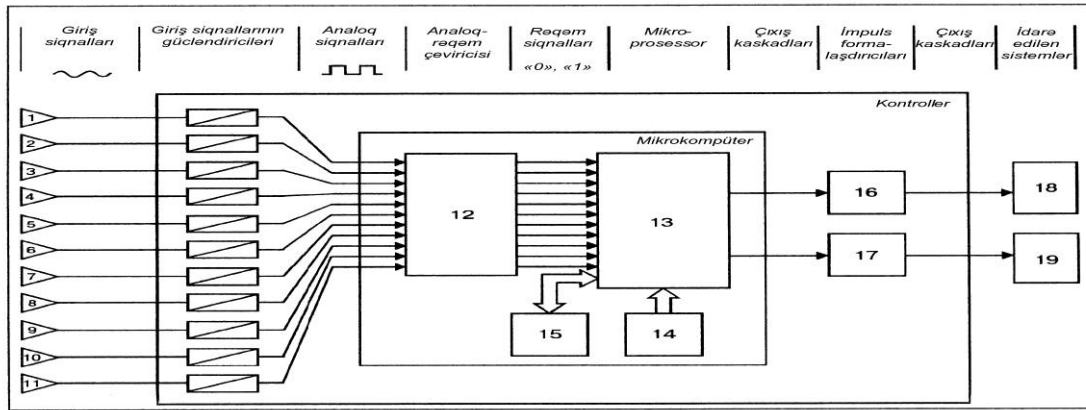 Giriş
siqnalları
Giriş siqnallarının
gücləndiriciləri
Analoq
siqnalları
Analoq-
rəqəm
çeviricisi
Rəqəm
siqnalları
«0», «1»
Mikro-
prosessor
Çıxış
kaskadları
İmpuls
forma-
laşdırıcıları
Çıxış
kaskadları
İdarə
edilən
sistemlər
Kontroller
Mikrokompüter
1
2
3
4
5
6
7
8
9
10
11
12
13
14
15
16
17
18
19